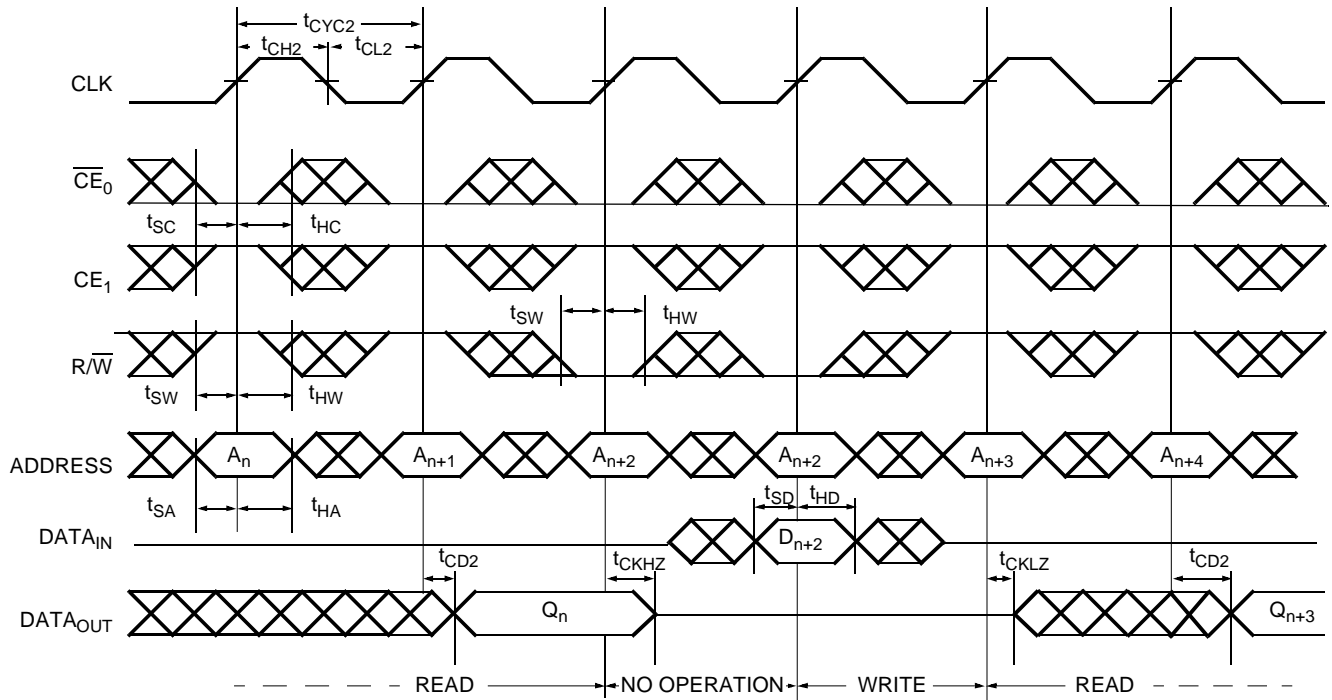 tCYC2
tCH2 tCL2
CLK
CE0
tSC tHC
CE1
tSW tHW
R/W
tSW tHW
ADDRESS An An+1 An+2 An+2 An+3 An+4
tSA tHA tSD tHD
DATAIN Dn+2
tCD2 tCKHZ tCKLZ tCD2
DATAOUT Qn Qn+3
READ NO OPERATION WRITE READ